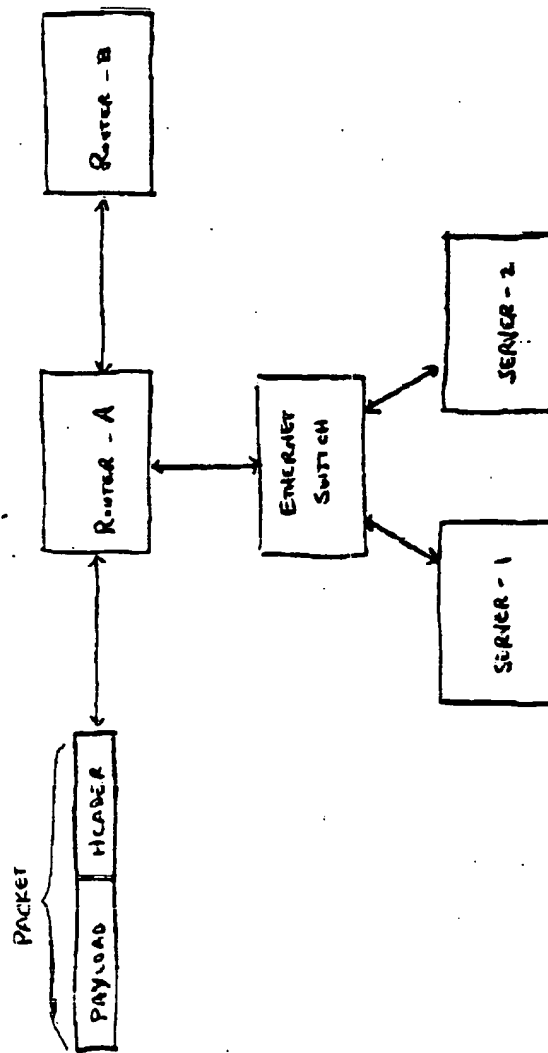 PACKET
PAYLOAD
HEADER
ROUTER - A
ROUTER - B
ETHERNET
SWITCH
SERVER - 1
SERVER - 2